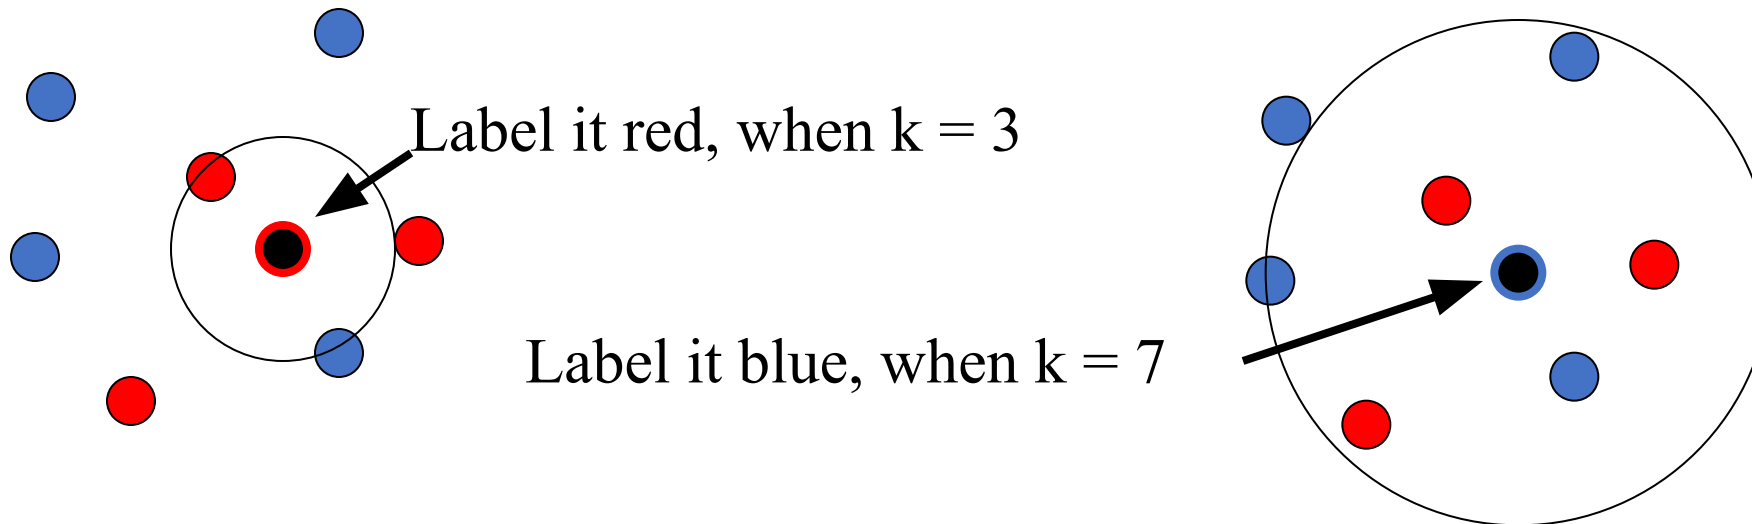 Label it red, when k = 3
Label it blue, when k = 7